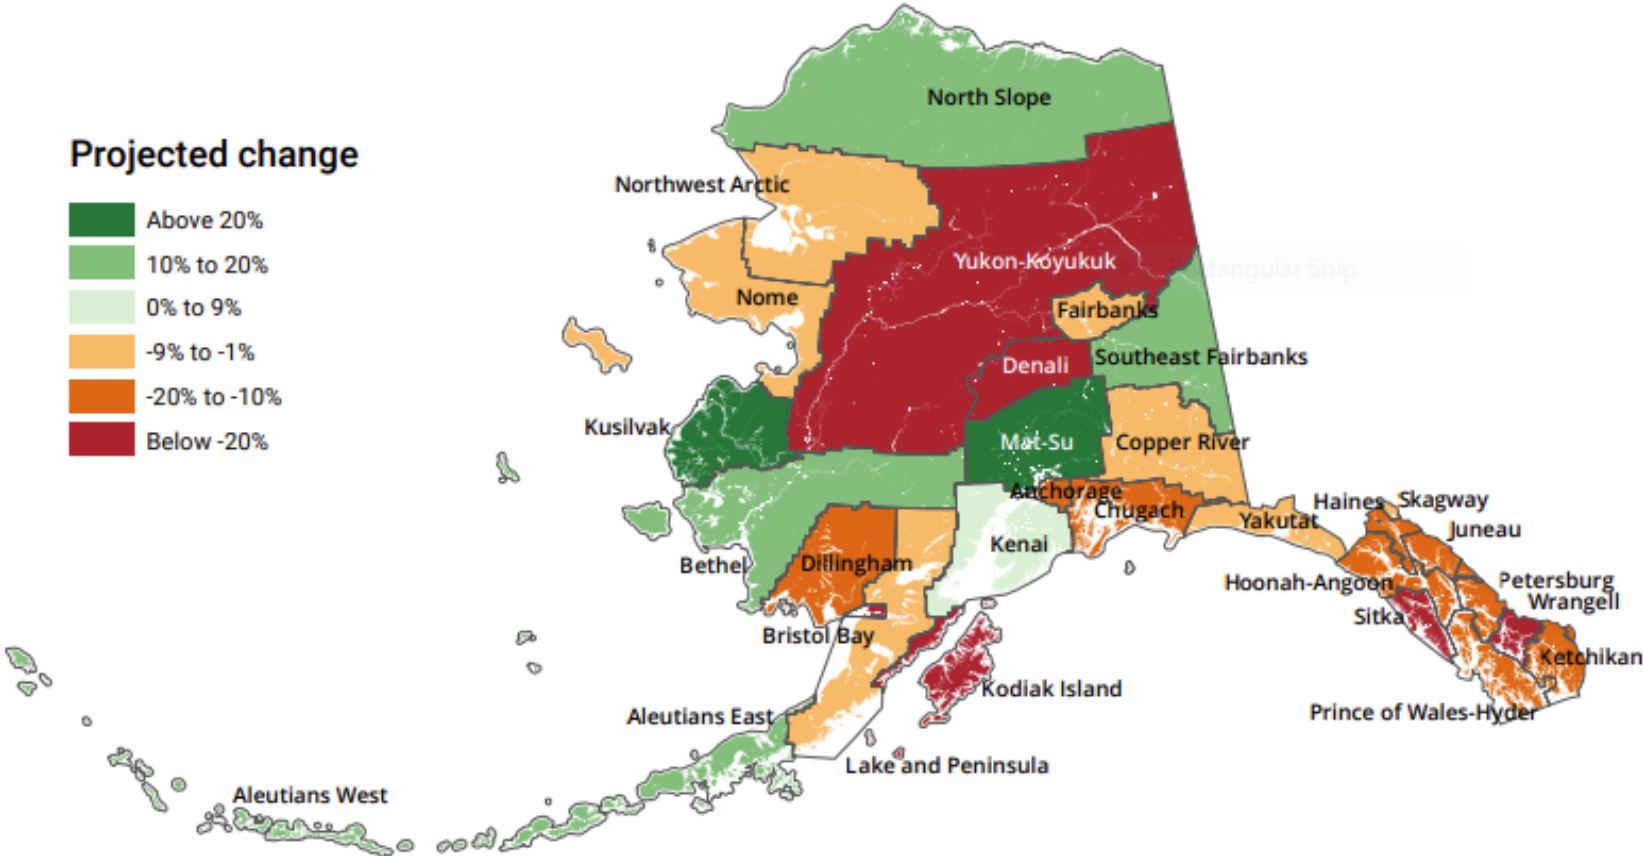 Projected change
Above 20%
10% to 20%
0% to 9%
-9% to -1%
-20% to -10%
Below -20%
North Slope
Northwest Arctic
Yukon-Koyukuk
Rectangular Snip
Nome
Fairbanks
Denali
Southeast Fairbanks
Kusilvak
Mat-Su
Copper River
Anchorage
Chugach
Haines
Skagway
Yakutat
Juneau
Kenai
Bethel
Dillingham
Hoonah-Angoon
Petersburg
Wrangell
Sitka
Bristol Bay
Ketchikan
Kodiak Island
Prince of Wales-Hyder
Aleutians East
Lake and Peninsula
Aleutians West